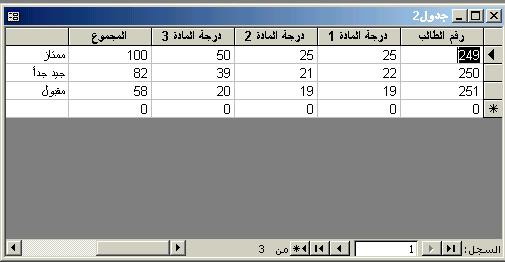 جدول2
رقم الطالب درجة المادة 1 درجة المادة 2 درجة المادة 3 المجموع
249 25 25 50 100 ممتاز
250 22 21 39 82 جيد جداً
251 19 19 20 58 مقبول
0 0 0 0 0
السجل: 1 من 3